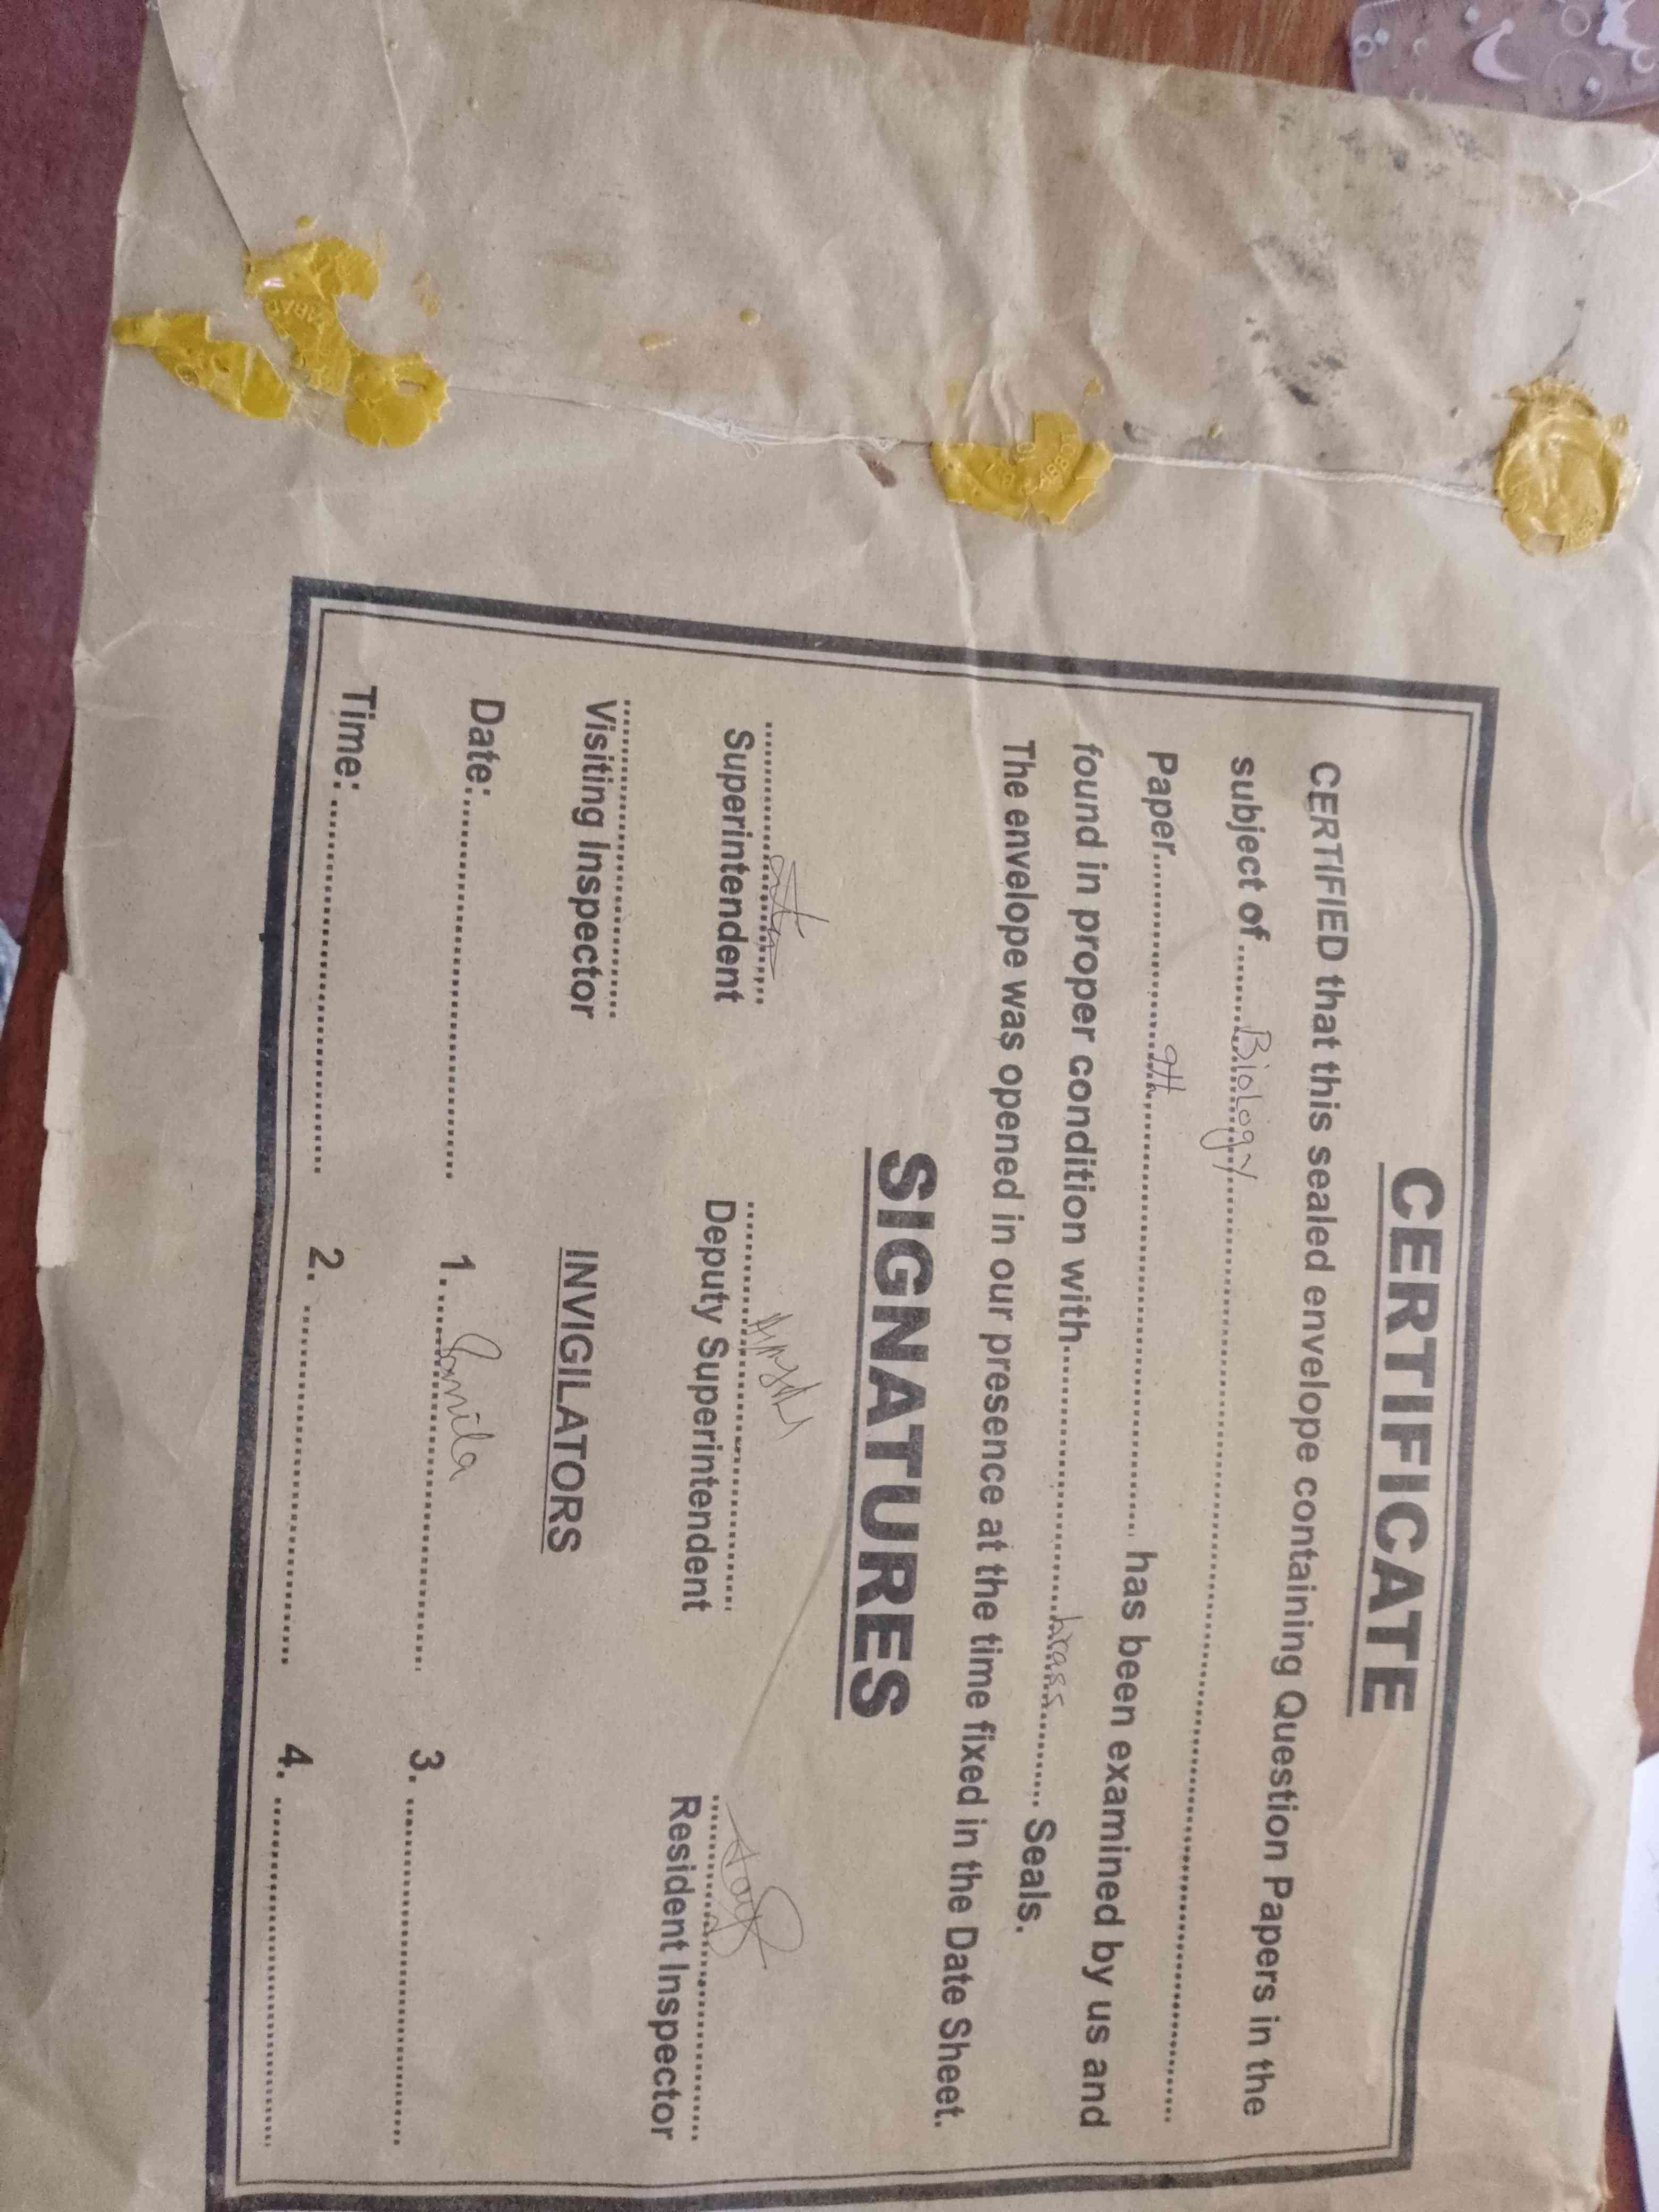 CERTIFICATE
CERTIFIED that this sealed envelope containing Question Papers in the
subject of..........Biology..............................
Paper....................9th.............................. has been examined by us and
found in proper condition with..............................brass.......... Seals.
The envelope was opened in our presence at the time fixed in the Date Sheet.
SIGNATURES
Superintendent Deputy Superintendent Resident Inspector
Visiting Inspector INVIGILATORS
Date:.............................. 1. .............................. 3. ..............................
Time: .............................. 2. .............................. 4. ..............................